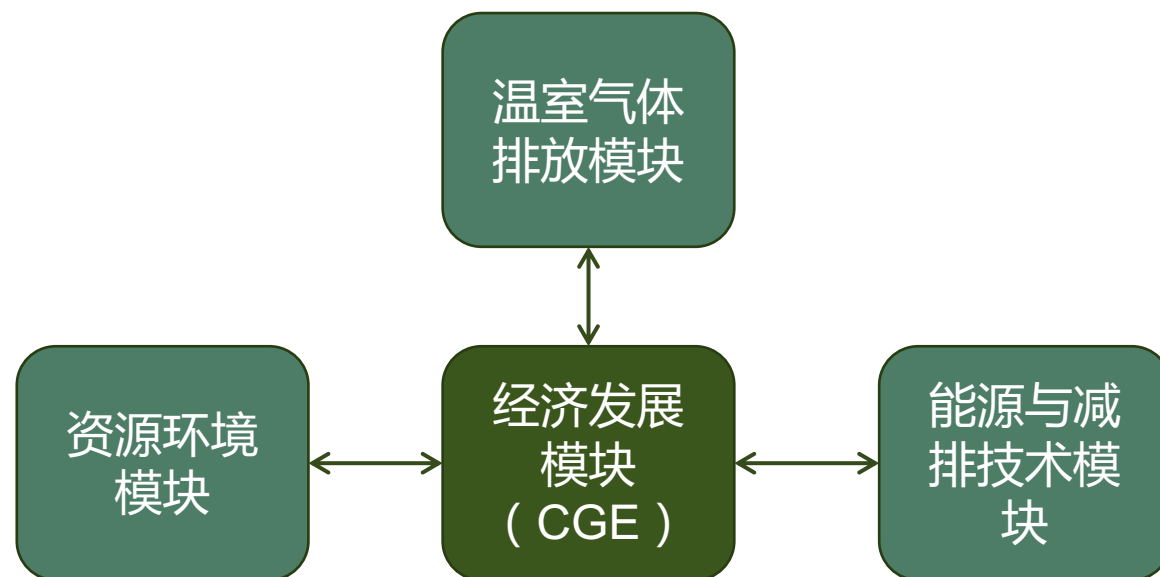 温室气体
排放模块
资源环境
模块
经济发展
模块
（CGE）
能源与减
排技术模
块